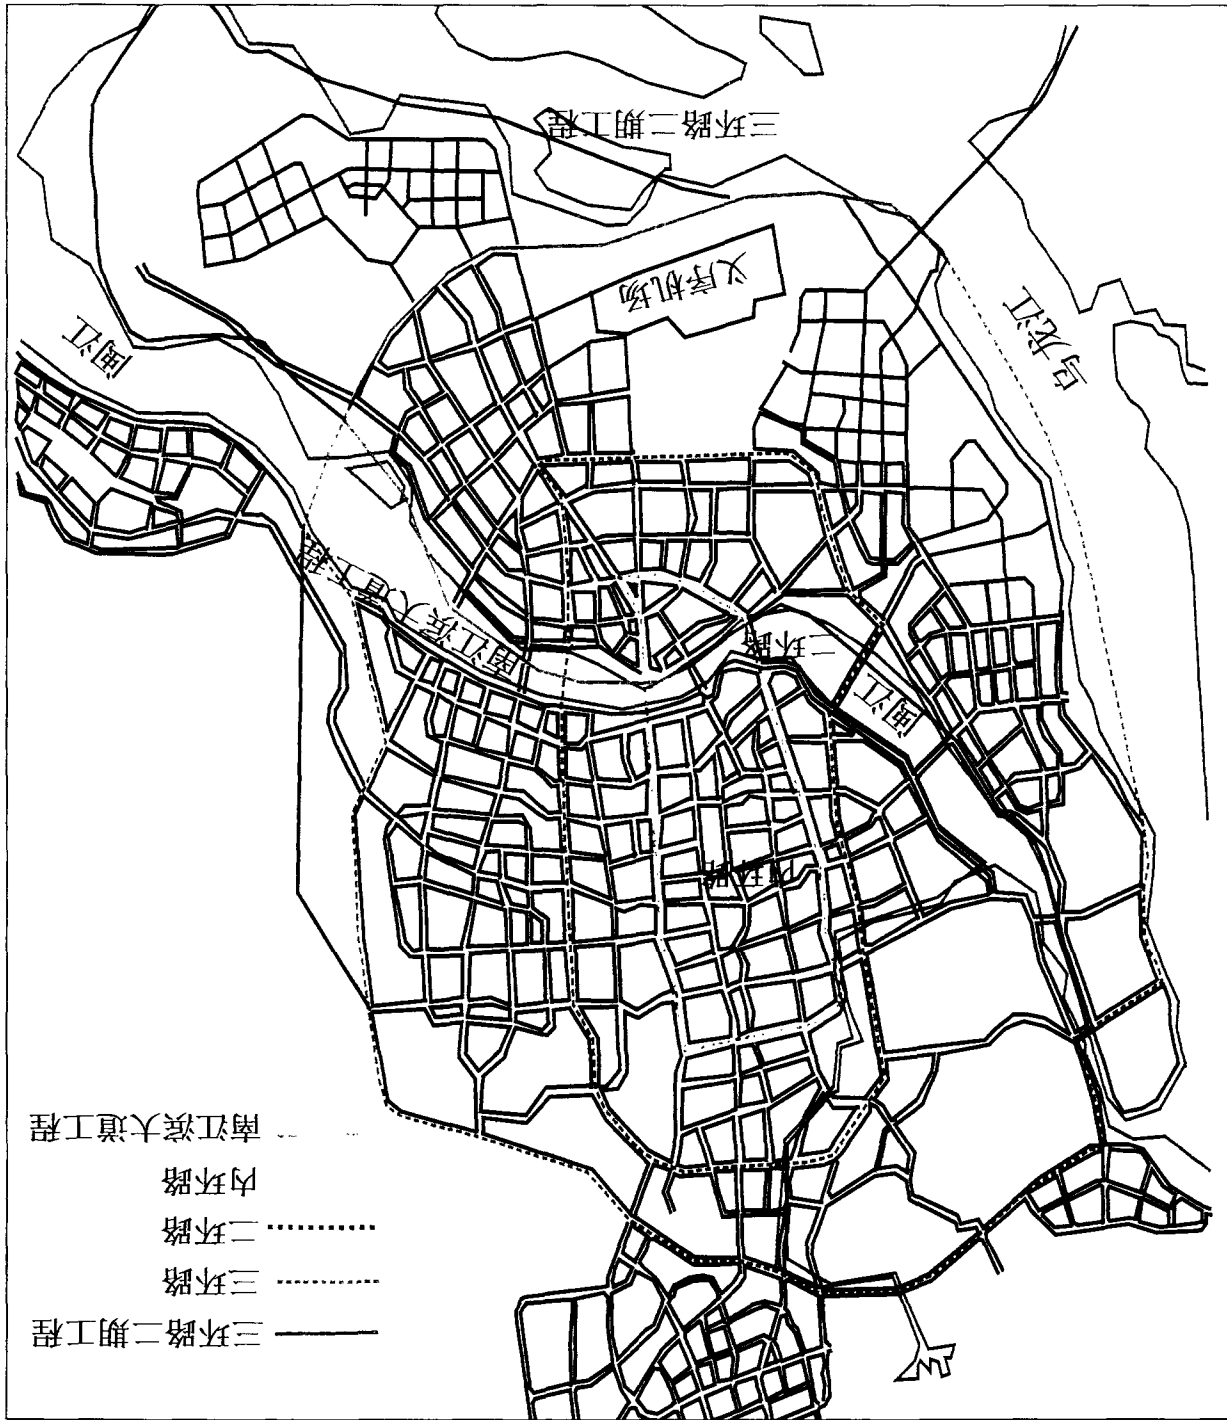 三环路二期工程
三环路
二环路
内环路
南江滨大道工程
内环路
闽江
二环路
南江滨大道工程
乌龙江
闽江
义序机场
三环路二期工程